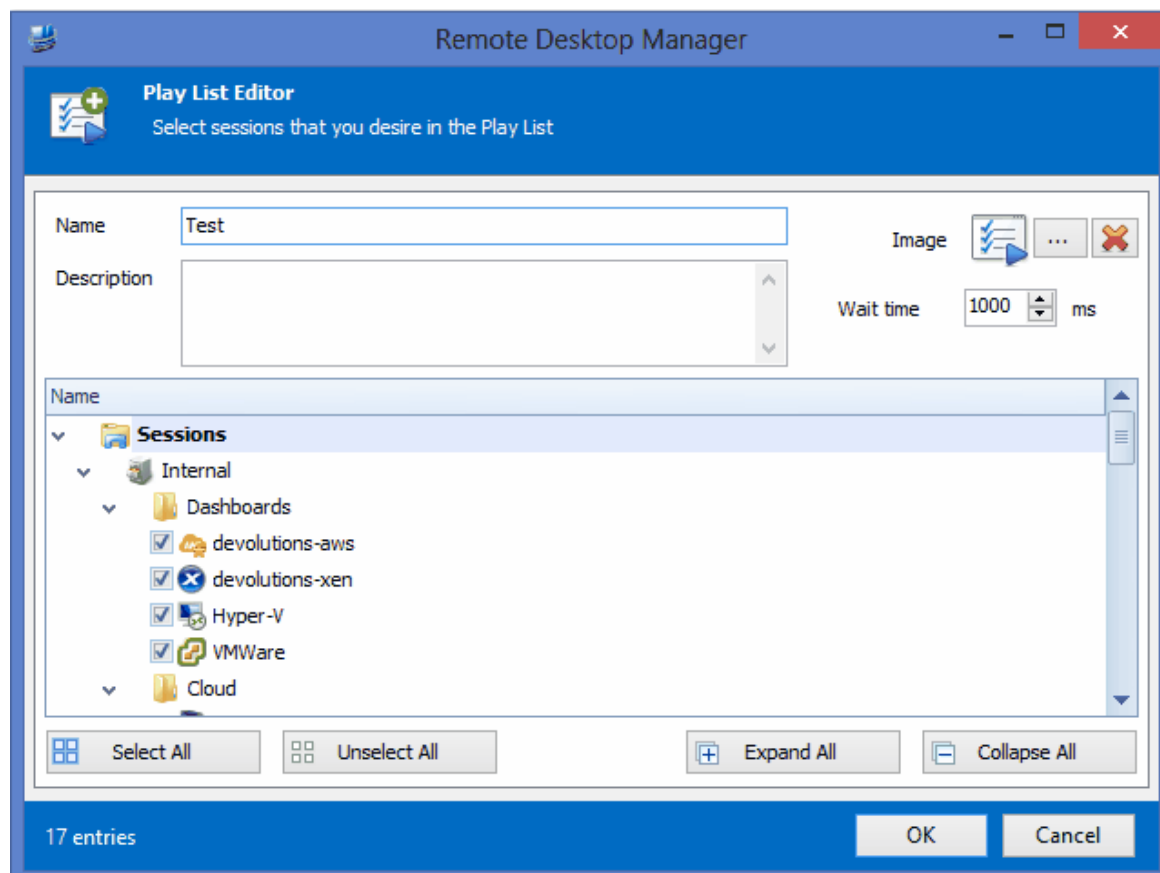 Remote Desktop Manager
Play List Editor
Select sessions that you desire in the Play List
Name Test
Image ...
Description
Wait time 1000 ms
Name
Sessions
Internal
Dashboards
devolutions-aws
devolutions-xen
Hyper-V
VMWare
Cloud
Select All Unselect All Expand All Collapse All
17 entries OK Cancel